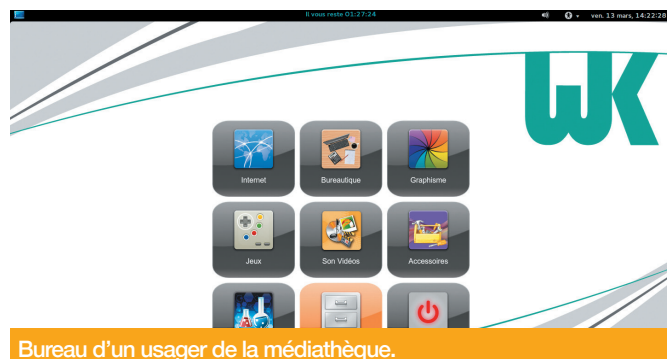 Il vous reste 01:27:24
ven. 13 mars, 14:22:28
WK
Internet
Bureautique
Graphisme
Jeux
Son Vidéos
Accessoires
Bureau d'un usager de la médiathèque.